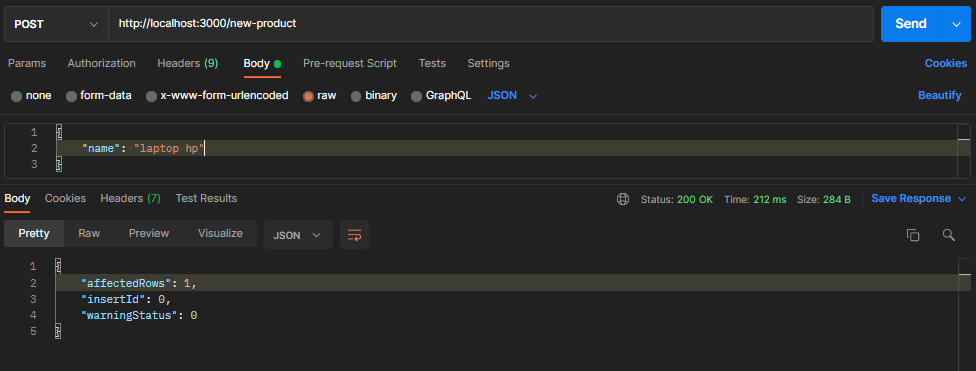 POST http://localhost:3000/new-product Send
Params Authorization Headers (9) Body Pre-request Script Tests Settings Cookies
none form-data x-www-form-urlencoded raw binary GraphQL JSON Beautify
1 {
2 "name": "laptop hp"
3 }
Body Cookies Headers (7) Test Results Status: 200 OK Time: 212 ms Size: 284 B Save Response
Pretty Raw Preview Visualize JSON
1 {
2 "affectedRows": 1,
3 "insertId": 0,
4 "warningStatus": 0
5 }